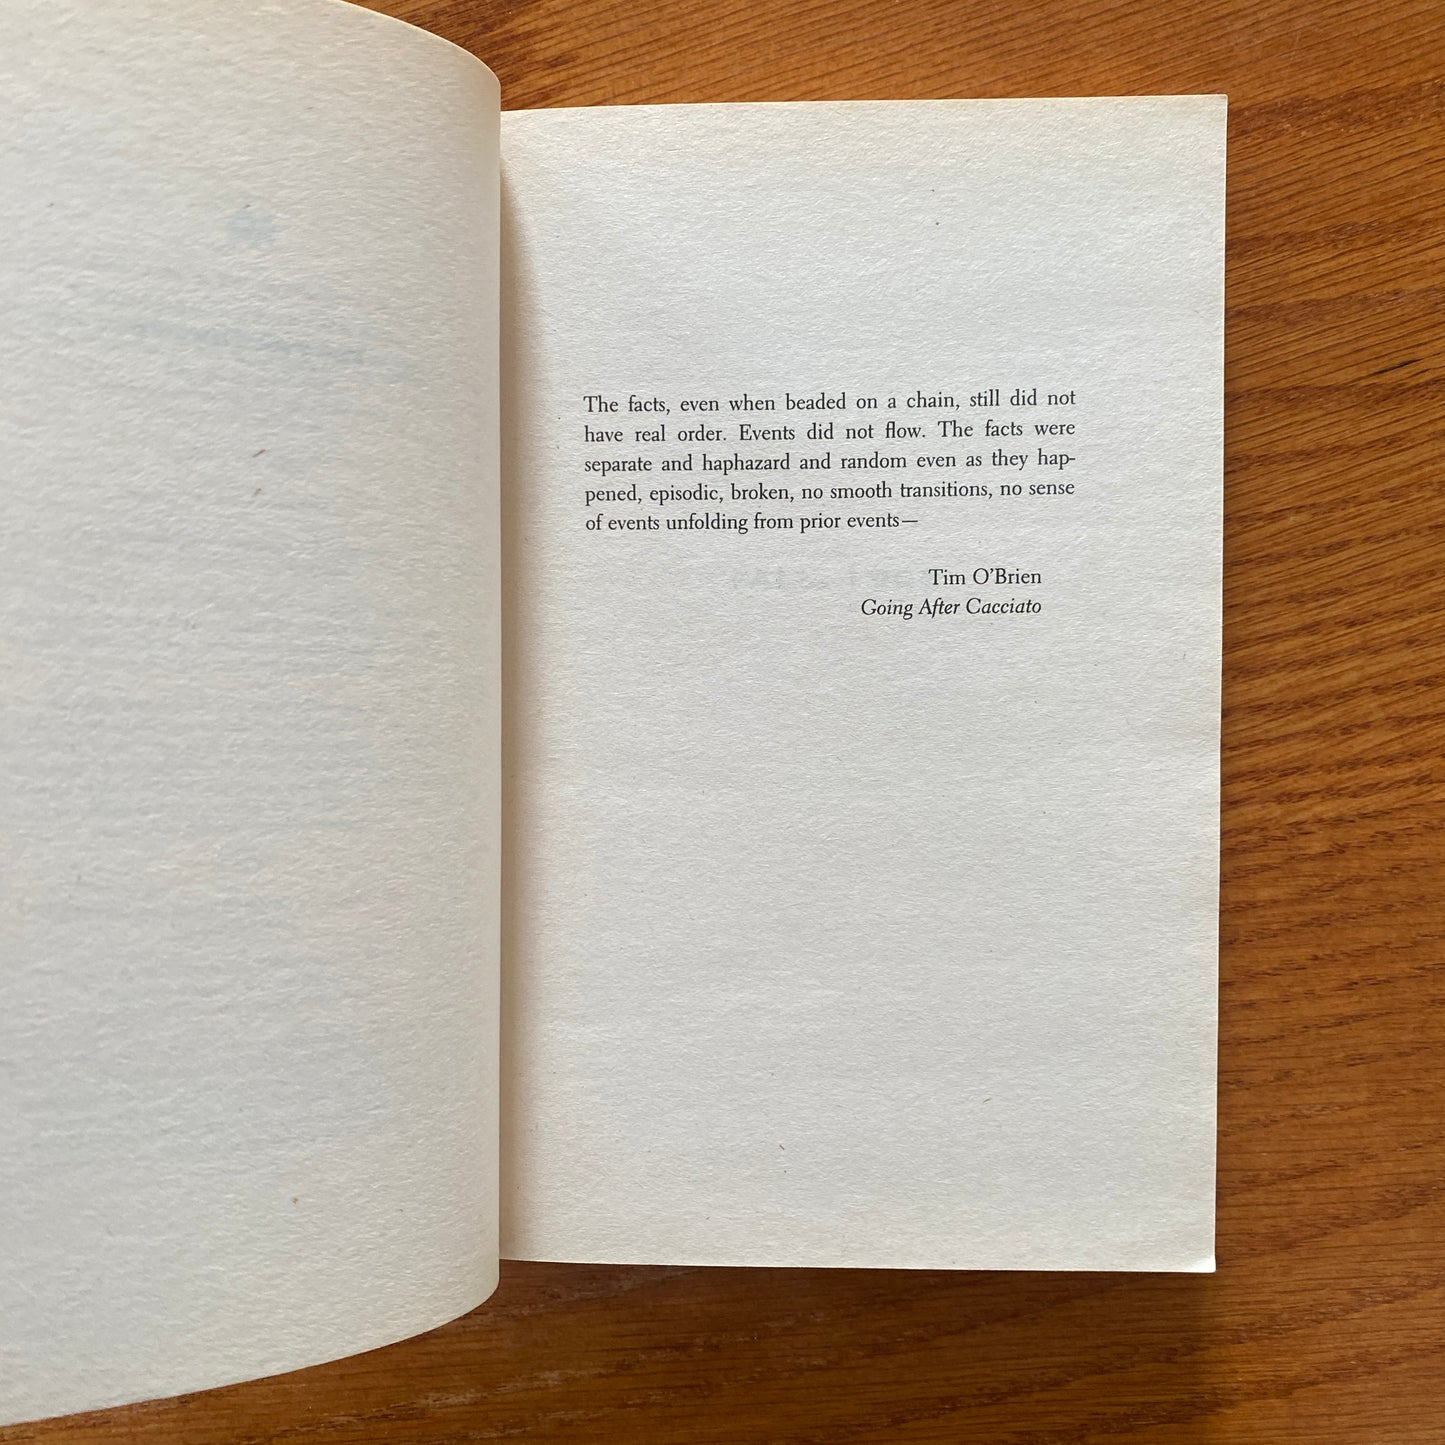 The facts, even when beaded on a chain, still did not
have real order. Events did not flow. The facts were
separate and haphazard and random even as they hap-
pened, episodic, broken, no smooth transitions, no sense
of events unfolding from prior events—
Tim O’Brien
Going After Cacciato